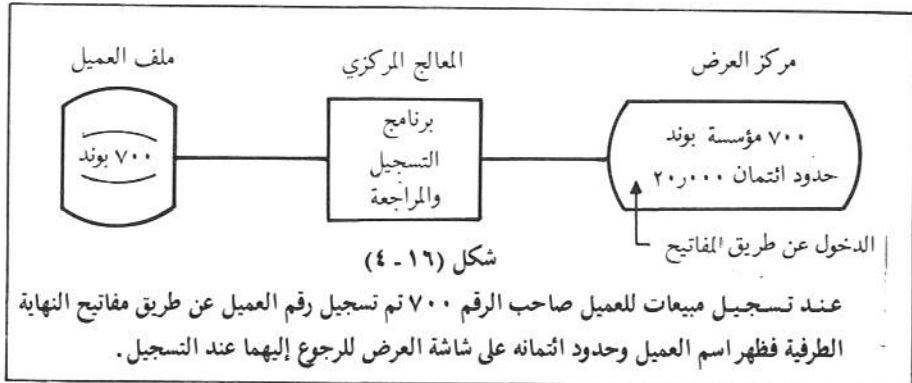 مركز العرض
المعالج المركزي
ملف العميل
٧٠٠ مؤسسة بوند
حدود ائتمان ٢٠٫٠٠٠
برنامج
التسجيل
والمراجعة
٧٠٠ بوند
الدخول عن طريق المفاتيح
شكل (١٦ ـ ٤)
عند تسجيل مبيعات للعميل صاحب الرقم ٧٠٠ تم تسجيل رقم العميل عن طريق مفاتيح النهاية
الطرفية فظهر اسم العميل وحدود ائتمانه على شاشة العرض للرجوع إليهما عند التسجيل.